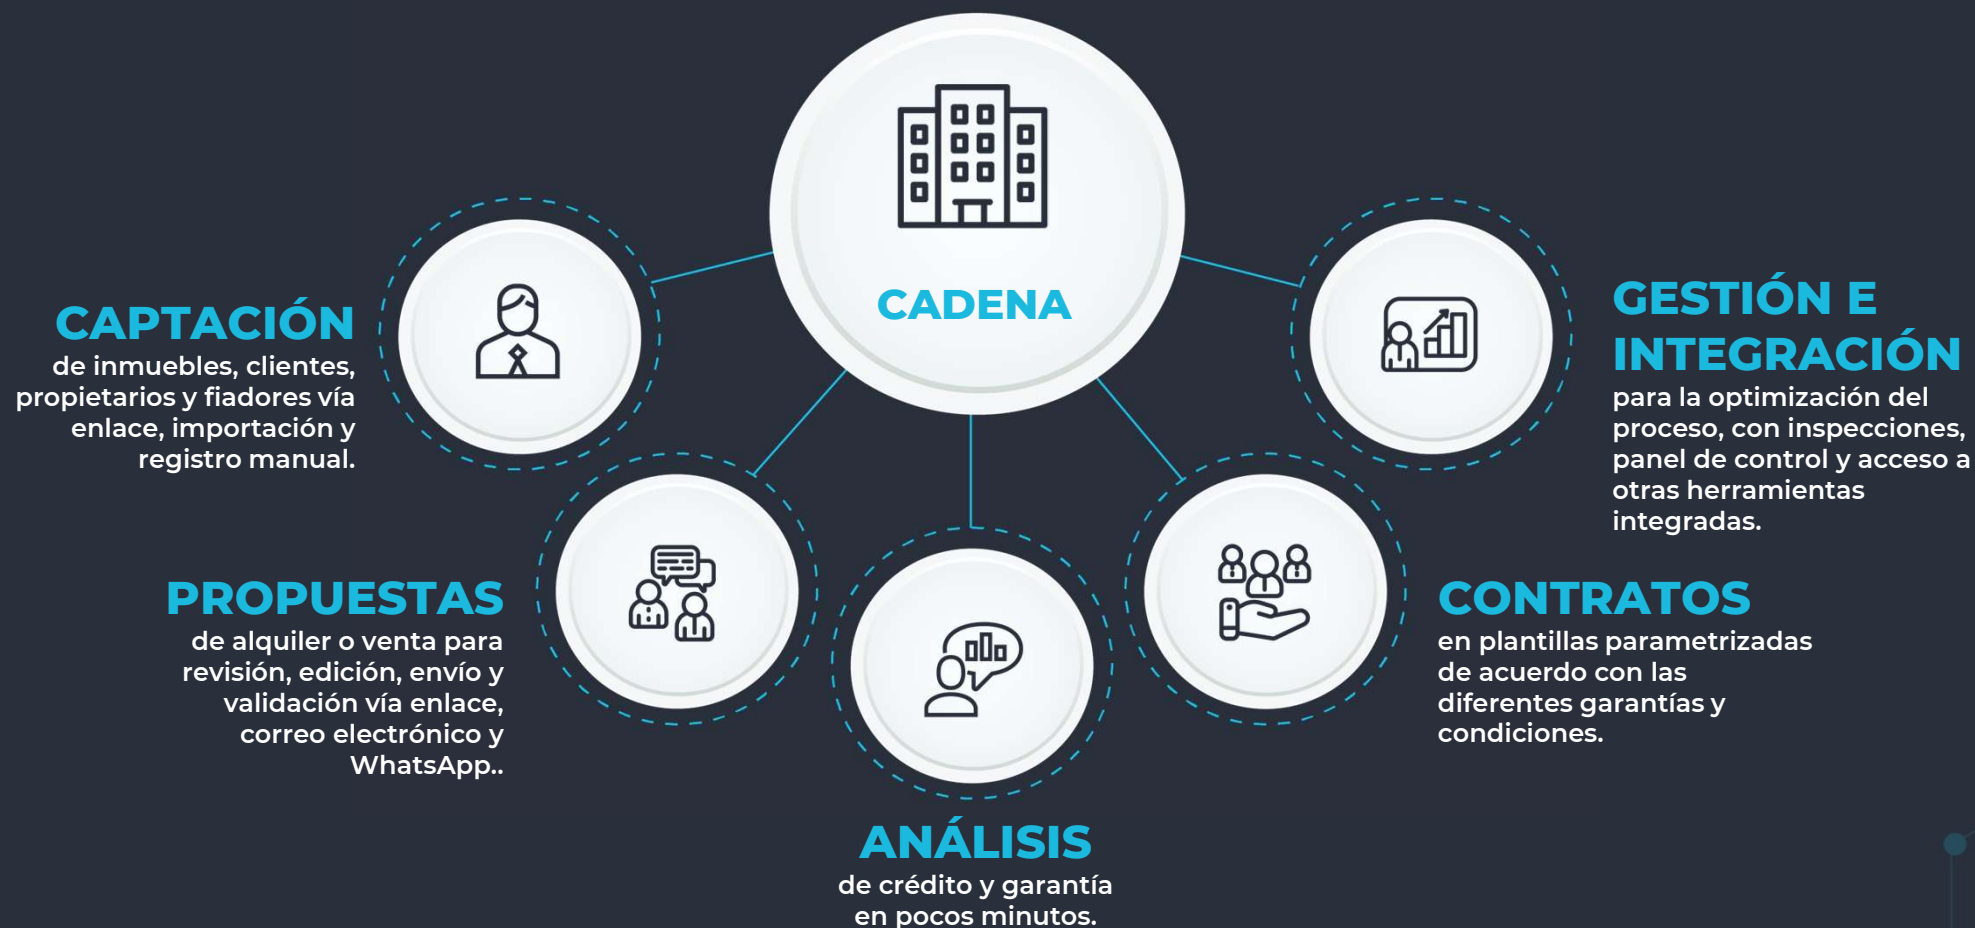 CADENA
CAPTACIÓN
de inmuebles, clientes,
propietarios y fiadores vía
enlace, importación y
registro manual.
PROPUESTAS
de alquiler o venta para
revisión, edición, envío y
validación vía enlace,
correo electrónico y
WhatsApp..
ANÁLISIS
de crédito y garantía
en pocos minutos.
CONTRATOS
en plantillas parametrizadas
de acuerdo con las
diferentes garantías y
condiciones.
GESTIÓN E
INTEGRACIÓN
para la optimización del
proceso, con inspecciones,
panel de control y acceso a
otras herramientas
integradas.